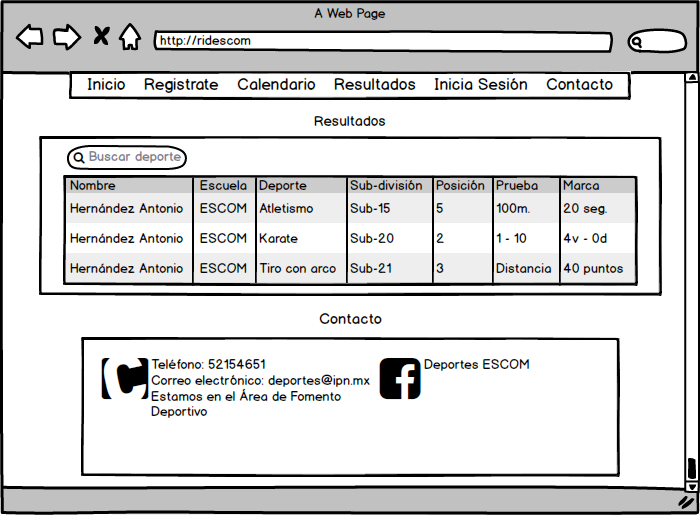 A Web Page
http://ridescom
Inicio Registrate Calendario Resultados Inicia Sesión Contacto
Resultados
Buscar deporte
Nombre Escuela Deporte Sub-división Posición Prueba Marca
Hernández Antonio ESCOM Atletismo Sub-15 5 100m. 20 seg.
Hernández Antonio ESCOM Karate Sub-20 2 1 - 10 4v - 0d
Hernández Antonio ESCOM Tiro con arco Sub-21 3 Distancia 40 puntos
Contacto
Teléfono: 52154651
Correo electrónico: deportes@ipn.mx
Estamos en el Área de Fomento
Deportivo
Deportes ESCOM